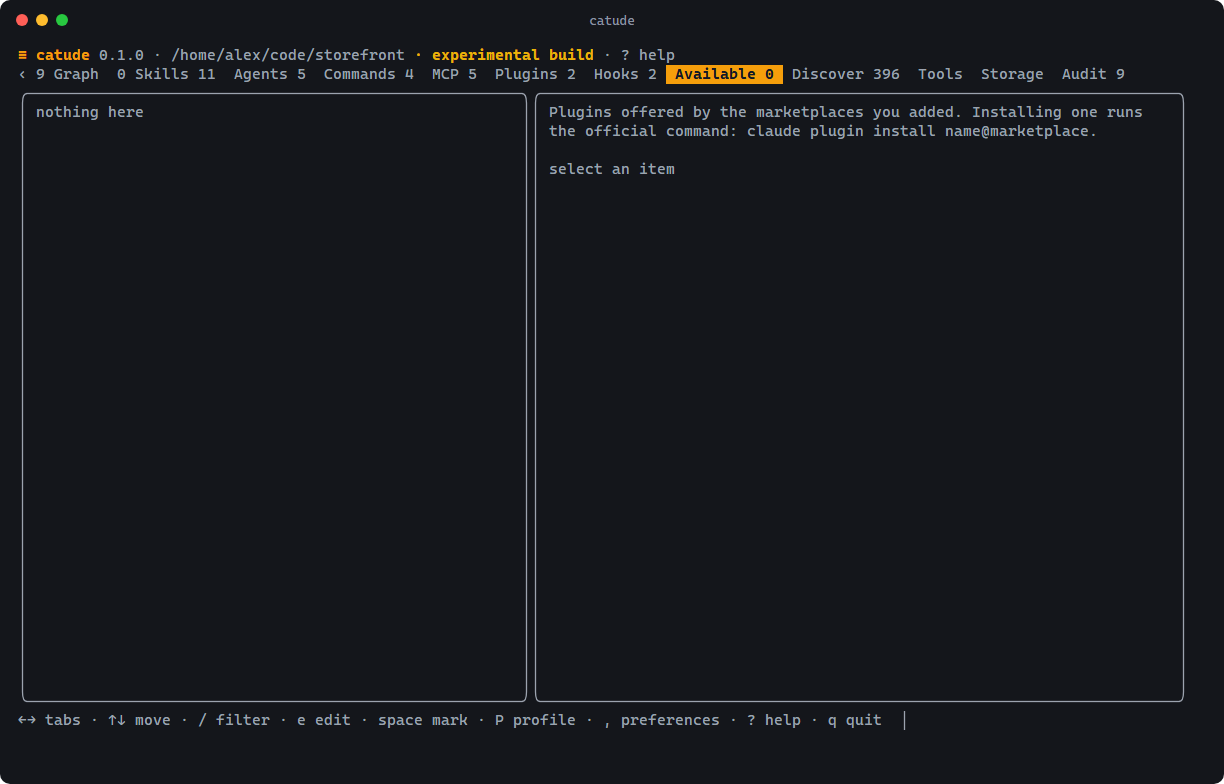 catude
≡ catude 0.1.0 · /home/alex/code/storefront · experimental build · ? help
‹ 9 Graph  0 Skills 11  Agents 5  Commands 4  MCP 5  Plugins 2  Hooks 2  Available 0  Discover 396  Tools  Storage  Audit 9
nothing here
Plugins offered by the marketplaces you added. Installing one runs
the official command: claude plugin install name@marketplace.
select an item
←→ tabs · ↑↓ move · / filter · e edit · space mark · P profile · , preferences · ? help · q quit